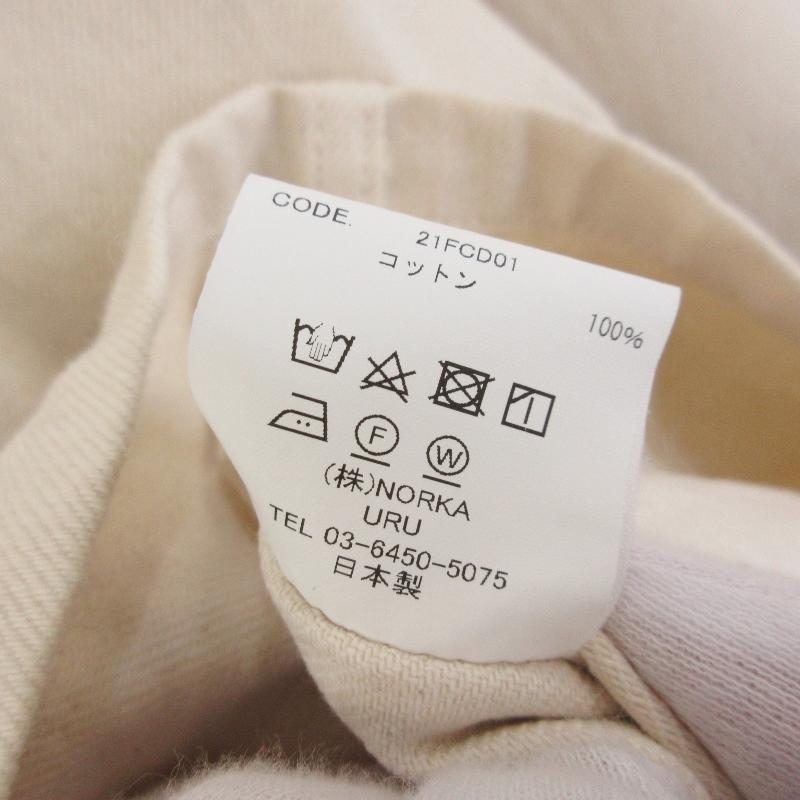 CODE. 21FCD01
コットン 100%
F W
(株)NORKA
URU
TEL 03-6450-5075
日本製